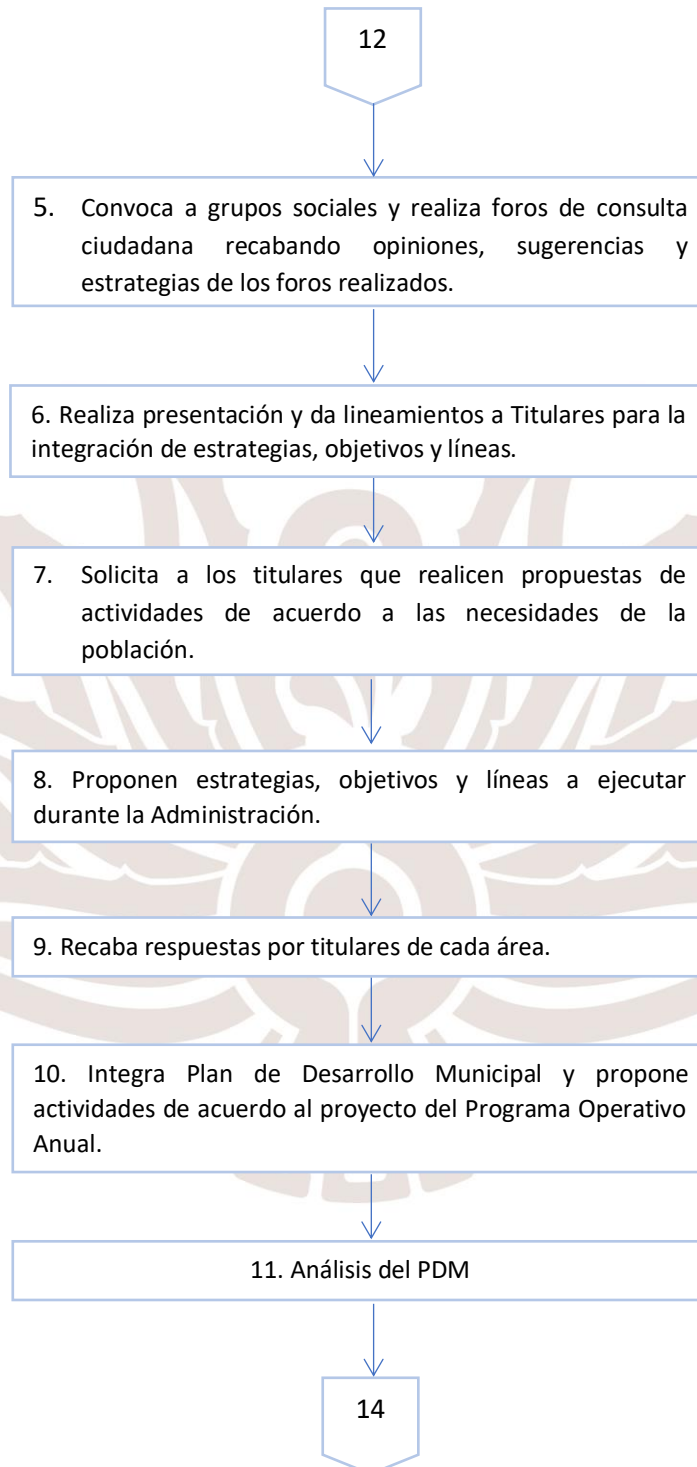 12
5. Convoca a grupos sociales y realiza foros de consulta
ciudadana recabando opiniones, sugerencias y
estrategias de los foros realizados.
6. Realiza presentación y da lineamientos a Titulares para la
integración de estrategias, objetivos y líneas.
7. Solicita a los titulares que realicen propuestas de
actividades de acuerdo a las necesidades de la
población.
8. Proponen estrategias, objetivos y líneas a ejecutar
durante la Administración.
9. Recaba respuestas por titulares de cada área.
10. Integra Plan de Desarrollo Municipal y propone
actividades de acuerdo al proyecto del Programa Operativo
Anual.
11. Análisis del PDM
14